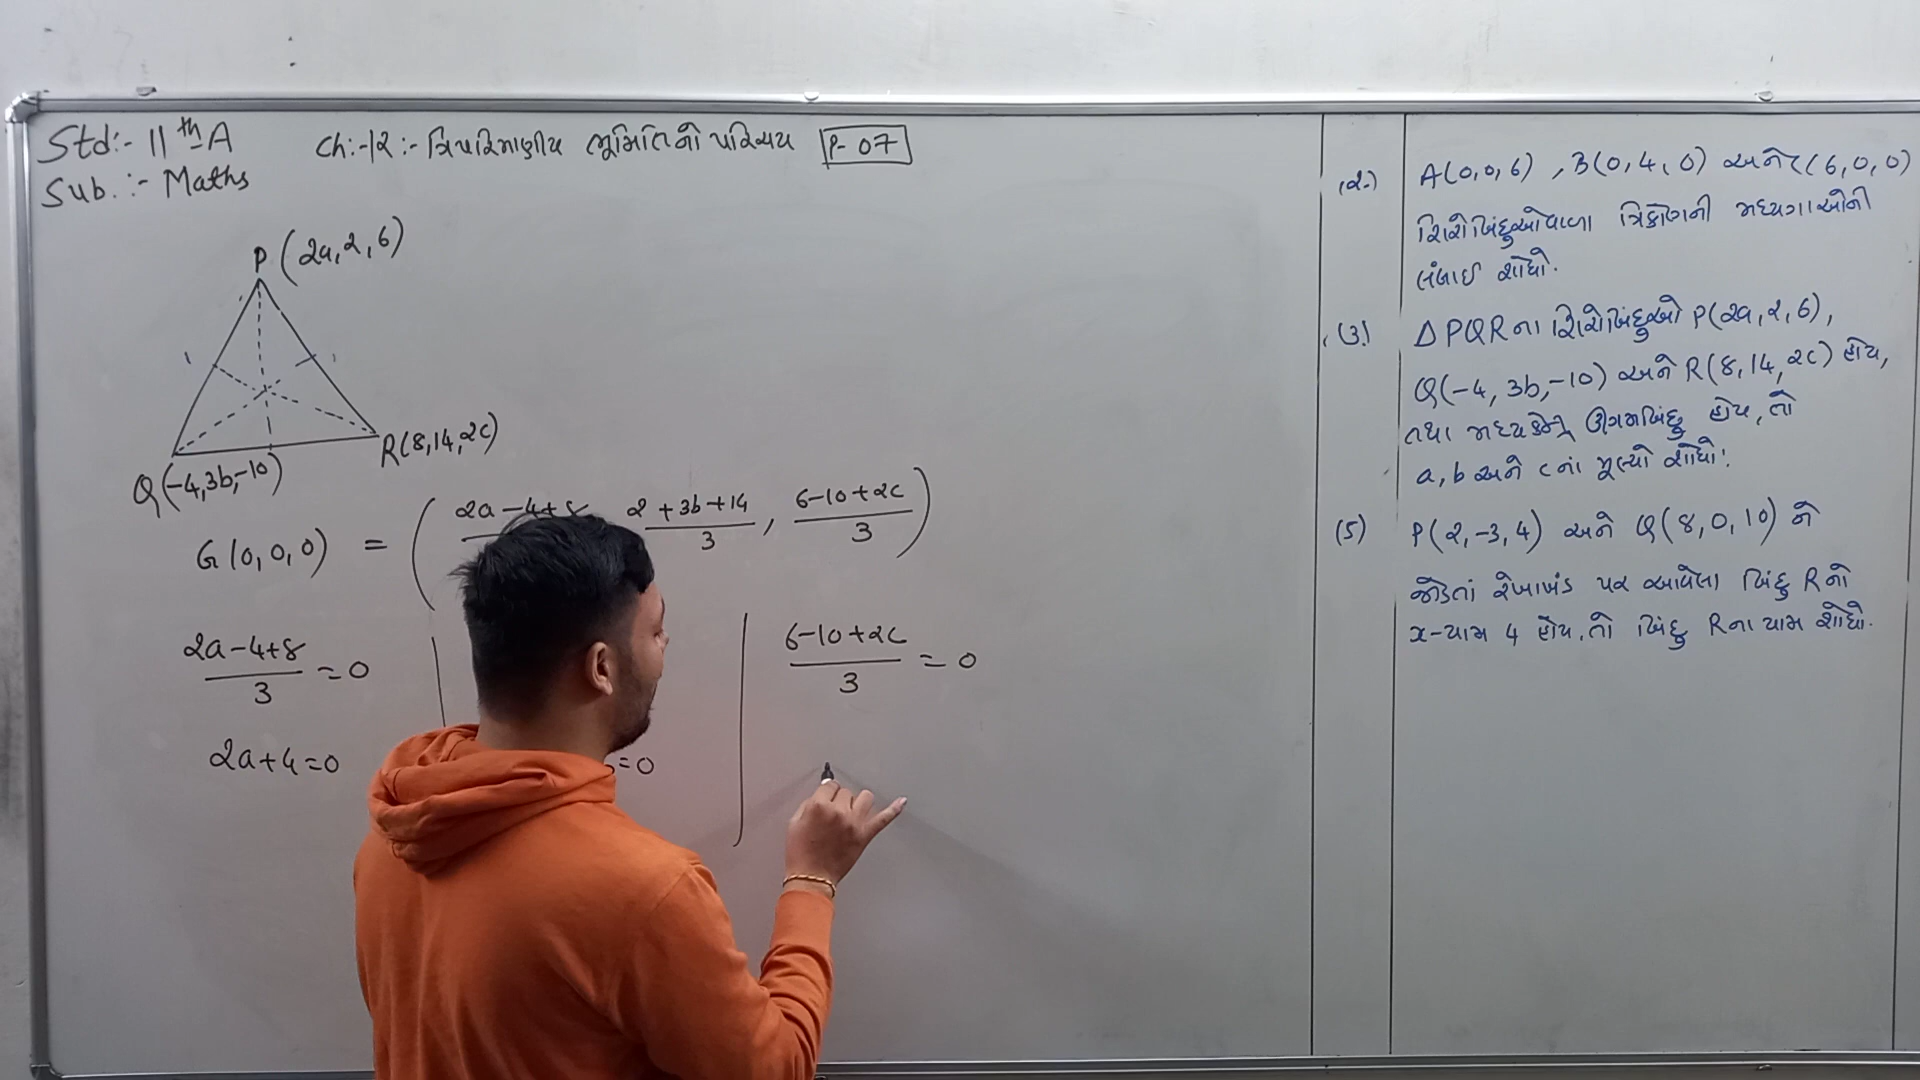 Std:- 11th A
Sub.:- Maths
Ch:-12:- ત્રિપરિમાણીય ભૂમિતિનો પરિચય P-07
P (2a, 2, 6)
R(8,14,2c)
Q(-4,3b,-10)
G(0,0,0) = ( 2a-4+8 , 2+3b+14/3 , 6-10+2c/3 )
2a-4+8/3 = 0
6-10+2c/3 = 0
2a+4=0
=0
(2.) A(0,0,6), B(0,4,0) અને C(6,0,0)
શિરોબિંદુઓવાળા ત્રિકોણની મધ્યગાઓની
લંબાઈ શોધો.
(3.) Δ PQR ના શિરોબિંદુઓ P(2a,2,6),
Q(-4,3b,-10) અને R(8,14,2c) હોય,
તથા મધ્યકેન્દ્ર ઊગમબિંદુ હોય, તો
a, b અને c નાં મૂલ્યો શોધો.
(5) P(2,-3,4) અને Q(8,0,10) ને
જોડતાં રેખાખંડ પર આવેલા બિંદુ R નો
x-યામ 4 હોય, તો બિંદુ R ના યામ શોધો.